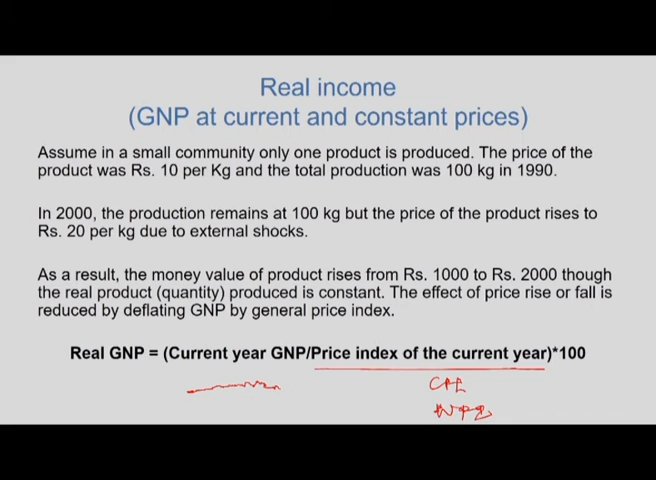 Real income
(GNP at current and constant prices)
Assume in a small community only one product is produced. The price of the
product was Rs. 10 per Kg and the total production was 100 kg in 1990.
In 2000, the production remains at 100 kg but the price of the product rises to
Rs. 20 per kg due to external shocks.
As a result, the money value of product rises from Rs. 1000 to Rs. 2000 though
the real product (quantity) produced is constant. The effect of price rise or fall is
reduced by deflating GNP by general price index.
Real GNP = (Current year GNP/Price index of the current year)*100
CPI
WPI